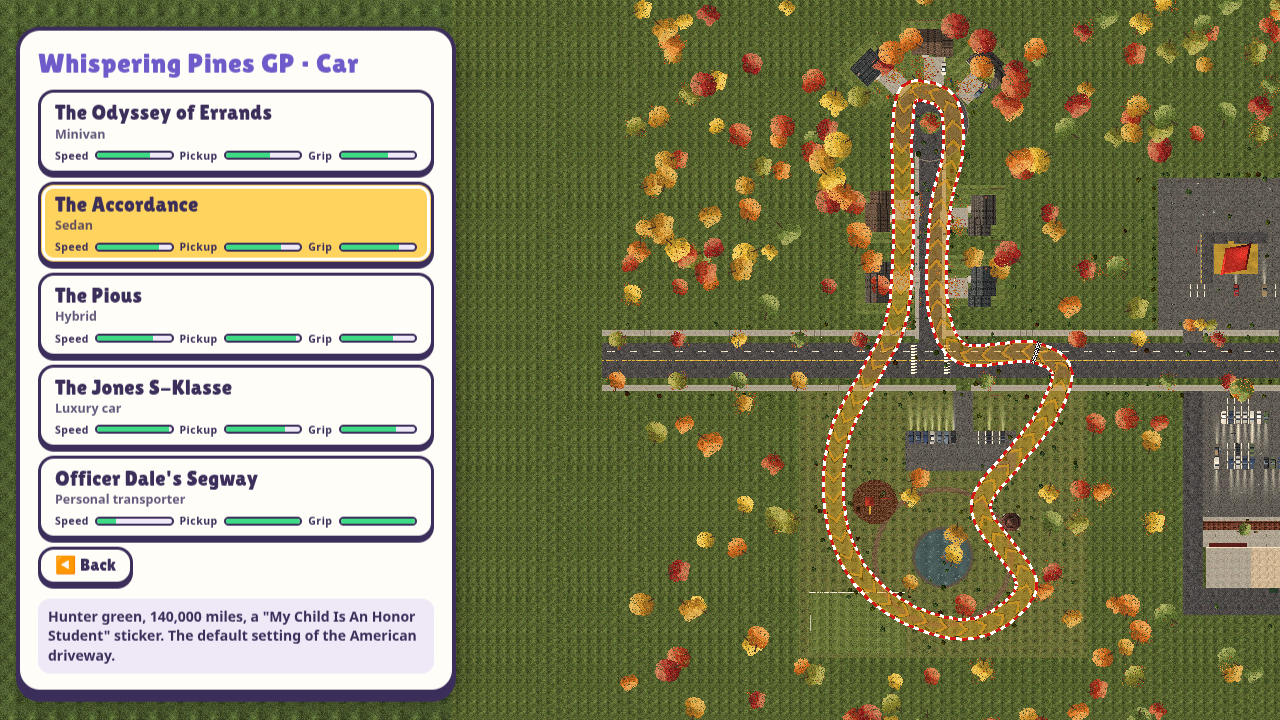 Whispering Pines GP · Car
The Odyssey of Errands
Minivan
Speed Pickup Grip
The Accordance
Sedan
Speed Pickup Grip
The Pious
Hybrid
Speed Pickup Grip
The Jones S-Klasse
Luxury car
Speed Pickup Grip
Officer Dale's Segway
Personal transporter
Speed Pickup Grip
Back
Hunter green, 140,000 miles, a "My Child Is An Honor
Student" sticker. The default setting of the American
driveway.